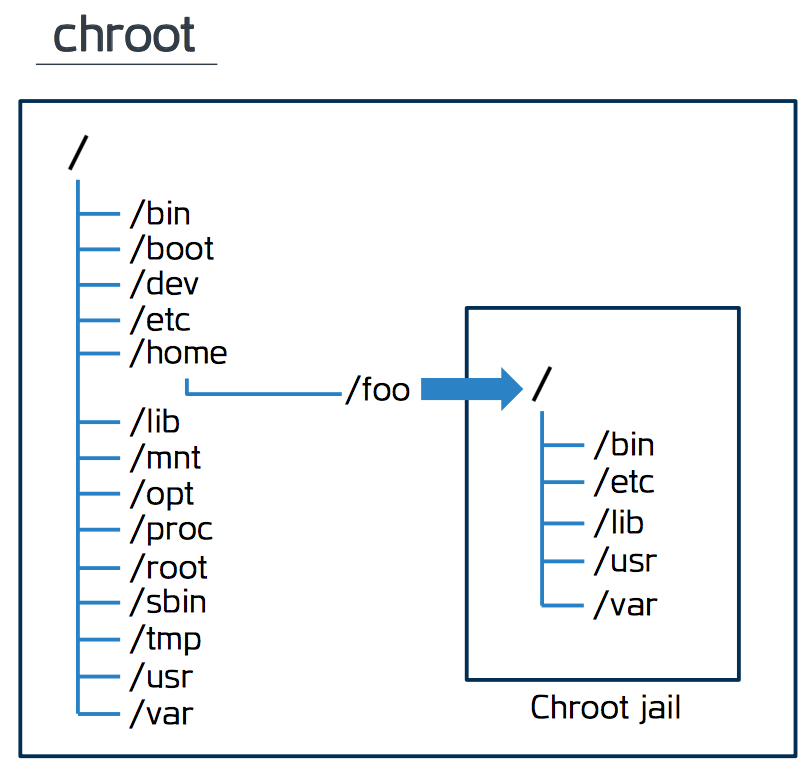 chroot
/
/bin
/boot
/dev
/etc
/home
/foo
/lib
/mnt
/opt
/proc
/root
/sbin
/tmp
/usr
/var
/
/bin
/etc
/lib
/usr
/var
Chroot jail